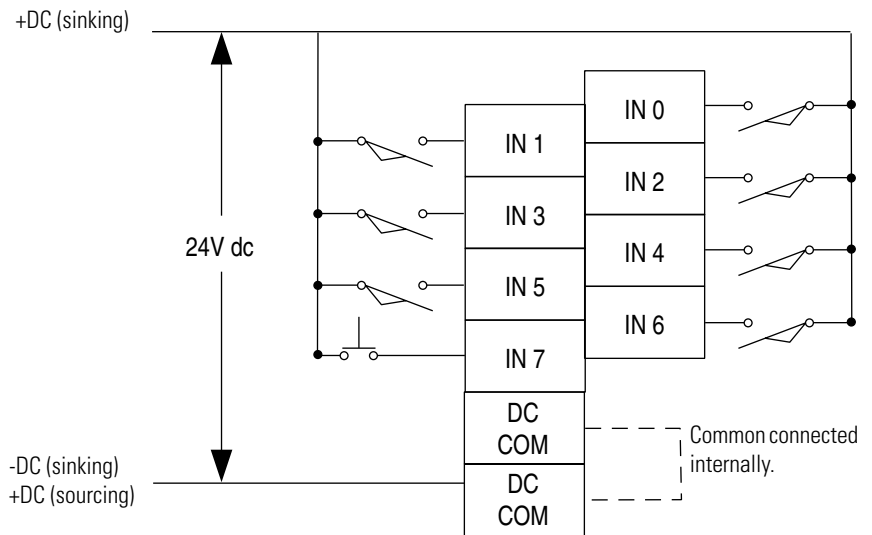 +DC (sinking)
IN 0
IN 1
IN 2
IN 3
24V dc
IN 4
IN 5
IN 6
IN 7
DC
COM
Common connected
internally.
-DC (sinking)
+DC (sourcing)
DC
COM